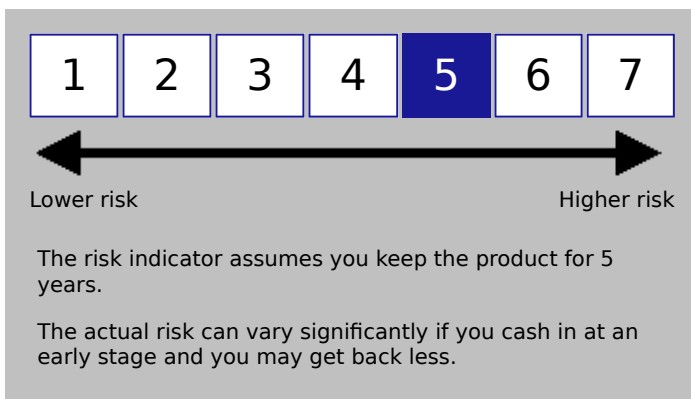 1 2 3 4 5 6 7
Lower risk Higher risk
The risk indicator assumes you keep the product for 5
years.
The actual risk can vary significantly if you cash in at an
early stage and you may get back less.